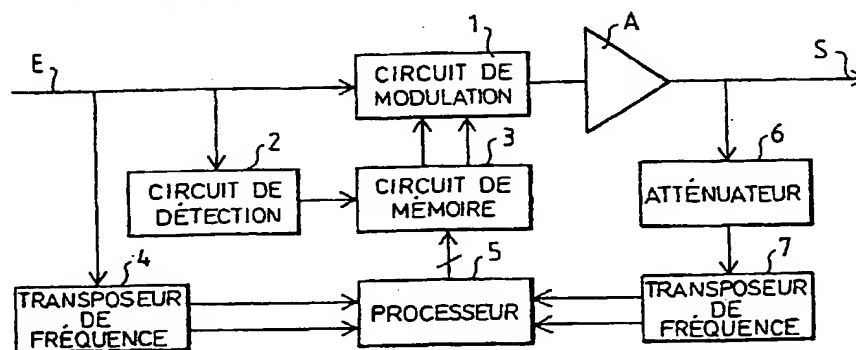 E
1
CIRCUIT DE
MODULATION
A
S
2
CIRCUIT DE
DÉTECTION
3
CIRCUIT DE
MÉMOIRE
6
ATTÉNUATEUR
4
TRANSPOSEUR
DE
FRÉQUENCE
5
PROCESSEUR
7
TRANSPOSEUR
DE
FRÉQUENCE